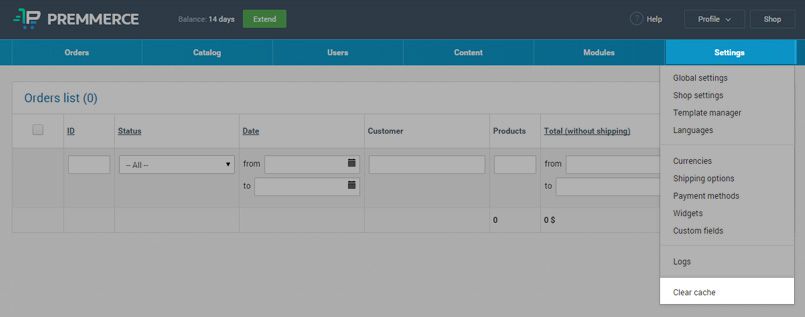 PREMMERCE Balance: 14 days Extend ? Help Profile Shop
Orders Catalog Users Content Modules Settings
Orders list (0)
ID Status Date Customer Products Total (without shipping)
-- All -- from from
to to
0 0 $
Global settings
Shop settings
Template manager
Languages
Currencies
Shipping options
Payment methods
Widgets
Custom fields
Logs
Clear cache